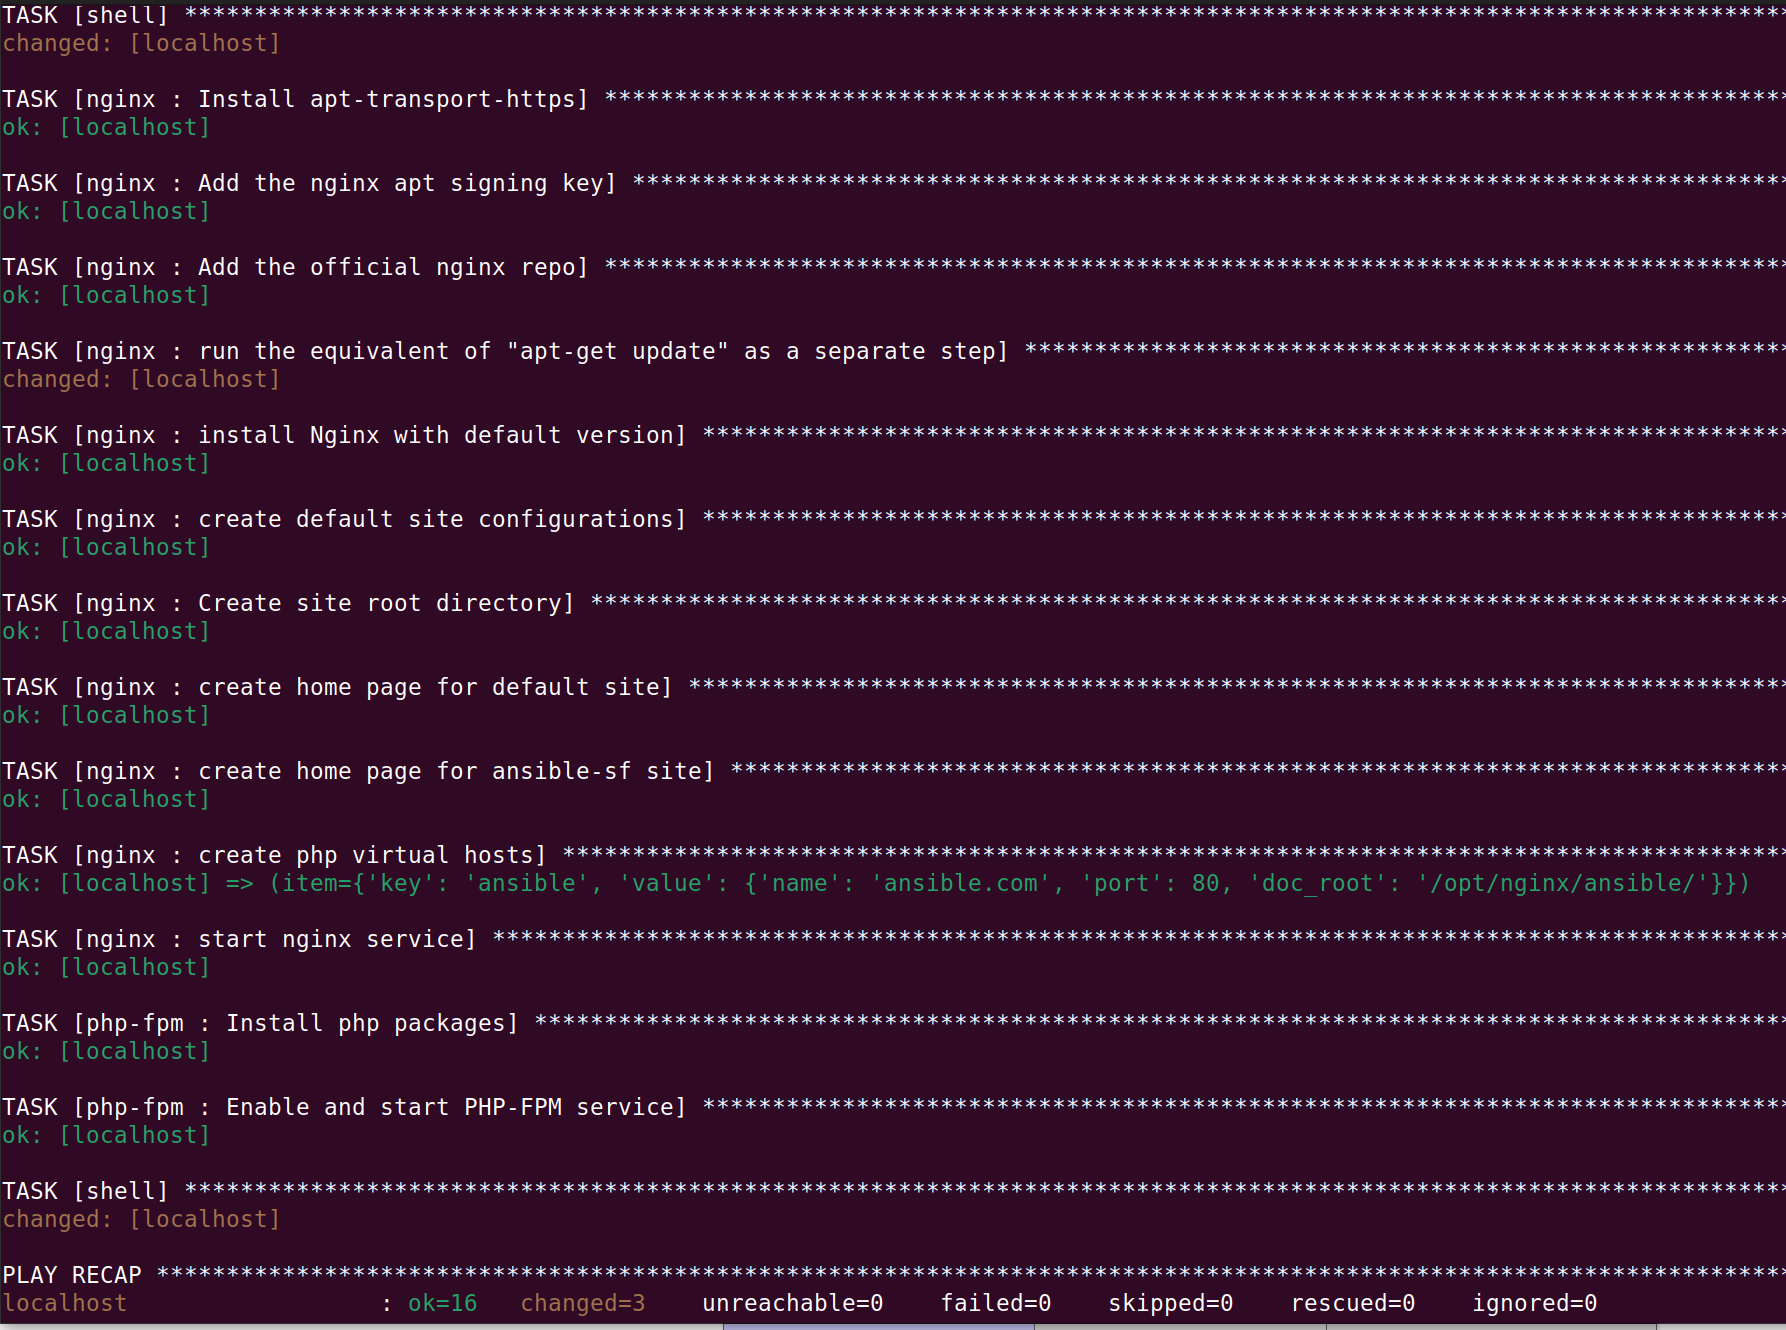 TASK [shell] ******************************************************************************************************************
changed: [localhost]
TASK [nginx : Install apt-transport-https] *************************************************************************************
ok: [localhost]
TASK [nginx : Add the nginx apt signing key] ***********************************************************************************
ok: [localhost]
TASK [nginx : Add the official nginx repo] *************************************************************************************
ok: [localhost]
TASK [nginx : run the equivalent of "apt-get update" as a separate step] *******************************************************
changed: [localhost]
TASK [nginx : install Nginx with default version] ******************************************************************************
ok: [localhost]
TASK [nginx : create default site configurations] ******************************************************************************
ok: [localhost]
TASK [nginx : Create site root directory] **************************************************************************************
ok: [localhost]
TASK [nginx : create home page for default site] *******************************************************************************
ok: [localhost]
TASK [nginx : create home page for ansible-sf site] ****************************************************************************
ok: [localhost]
TASK [nginx : create php virtual hosts] ****************************************************************************************
ok: [localhost] => (item={'key': 'ansible', 'value': {'name': 'ansible.com', 'port': 80, 'doc_root': '/opt/nginx/ansible/'}})
TASK [nginx : start nginx service] *********************************************************************************************
ok: [localhost]
TASK [php-fpm : Install php packages] ******************************************************************************************
ok: [localhost]
TASK [php-fpm : Enable and start PHP-FPM service] ******************************************************************************
ok: [localhost]
TASK [shell] *******************************************************************************************************************
changed: [localhost]
PLAY RECAP *********************************************************************************************************************
localhost                  : ok=16   changed=3    unreachable=0    failed=0    skipped=0    rescued=0    ignored=0